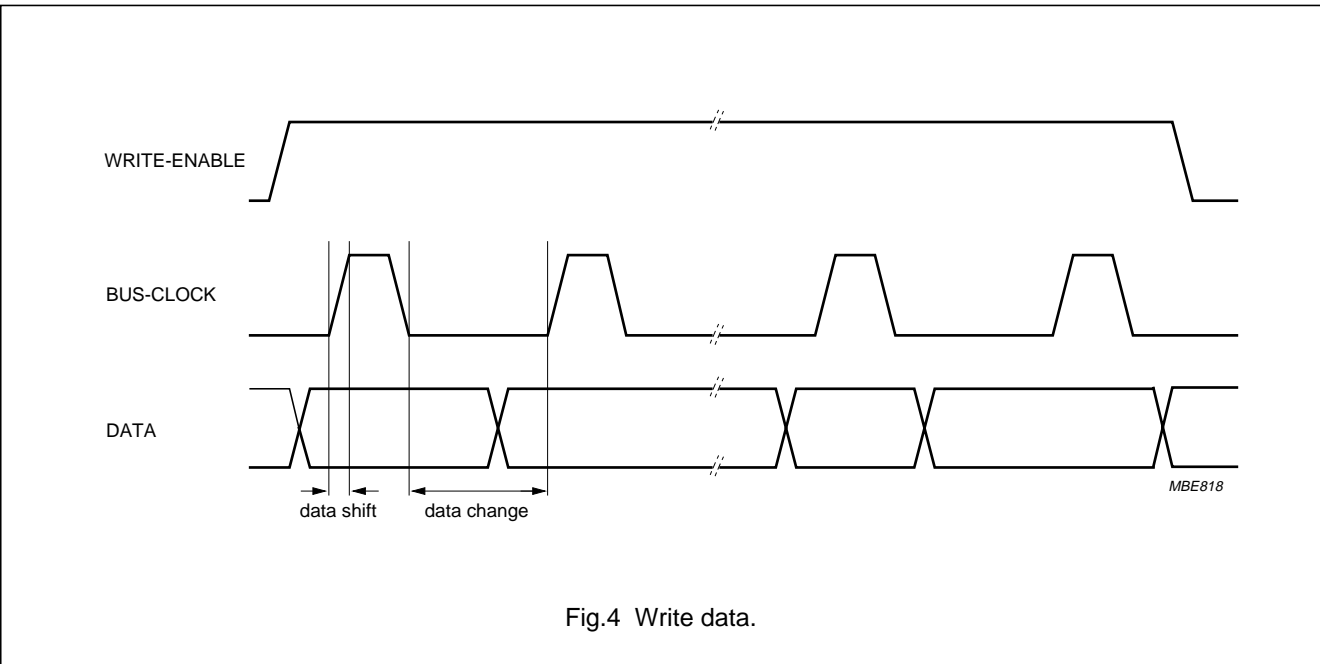 WRITE-ENABLE
BUS-CLOCK
DATA
MBE818
data shift
data change
Fig.4 Write data.